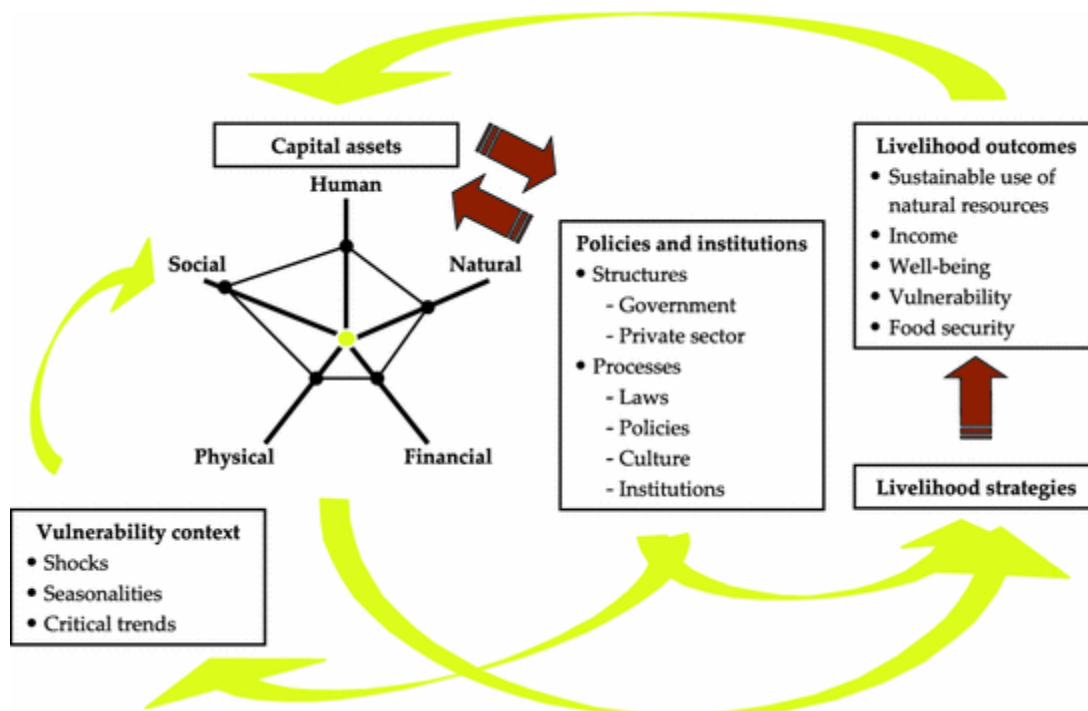 Capital assets
Human
Social
Natural
Physical
Financial
Vulnerability context
• Shocks
• Seasonalities
• Critical trends
Policies and institutions
• Structures
- Government
- Private sector
• Processes
- Laws
- Policies
- Culture
- Institutions
Livelihood outcomes
• Sustainable use of
natural resources
• Income
• Well-being
• Vulnerability
• Food security
Livelihood strategies